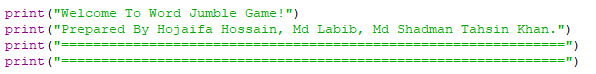 print("Welcome To Word Jumble Game!")
print("Prepared By Hojaifa Hossain, Md Labib, Md Shadman Tahsin Khan.")
print("===============================================================")
print("===============================================================")